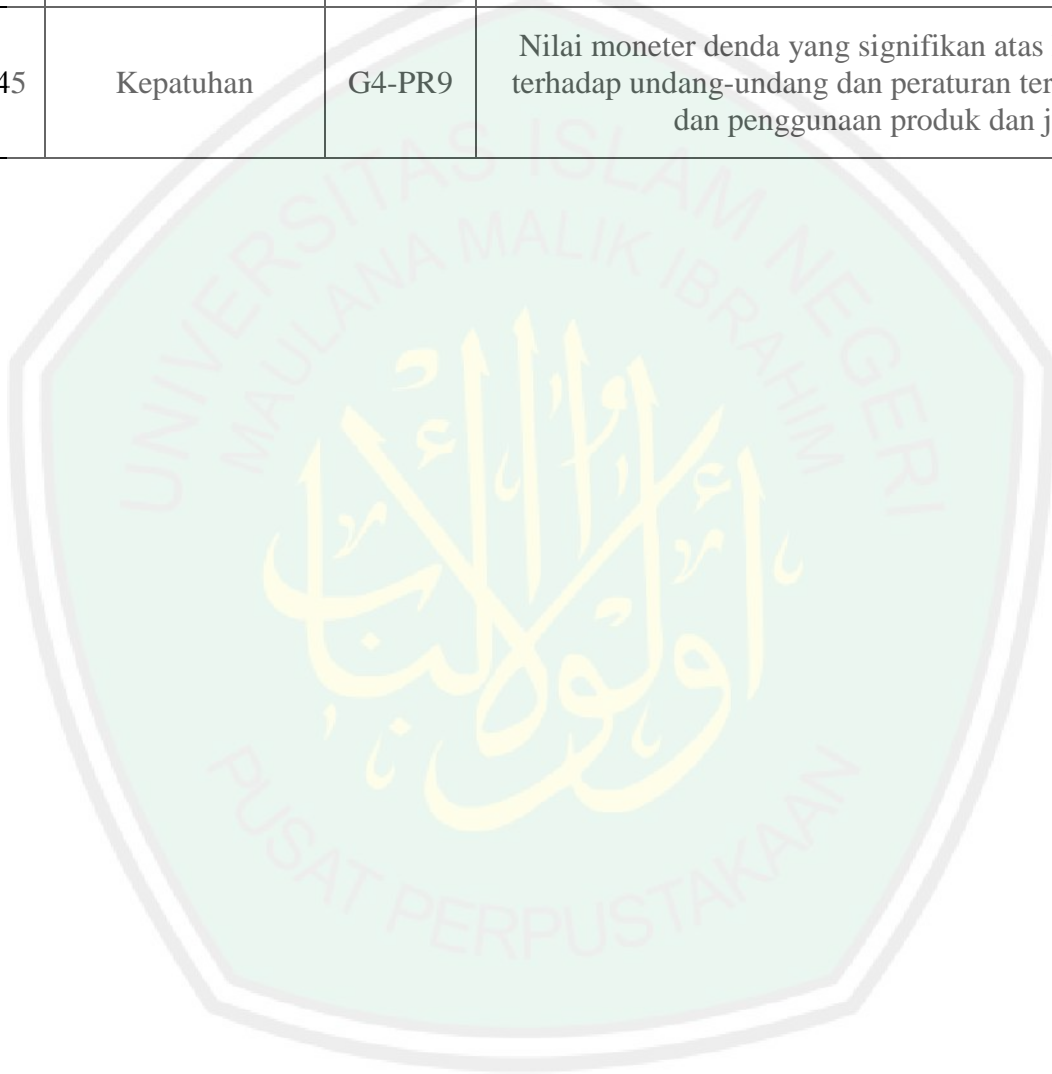 45 Kepatuhan G4-PR9 Nilai moneter denda yang signifikan atas
terhadap undang-undang dan peraturan
dan penggunaan produk dan
UNIVERSITAS ISLAM NEGERI
MAULANA MALIK IBRAHIM
أولوا الألباب
PUSAT PERPUSTAKAAN